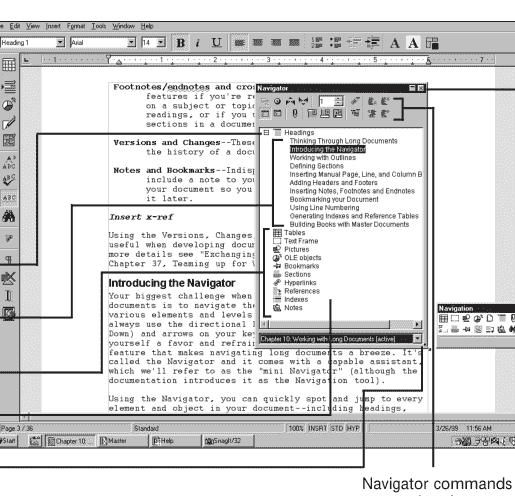 e Edit View Insert Format Tools Window Help
Heading 1 Arial 14 B i U A A
Footnotes/endnotes and cro
features if you're r
on a subject or topi
readings, or if you
sections in a documen
Versions and Changes--These
the history of a docu
Notes and Bookmarks--Indisp
include a note to you
your document so you
it later.
Insert x-ref
Using the Versions, Changes
useful when developing docum
more details see "Exchanging
Chapter 37, Teaming up for W
Introducing the Navigator
Your biggest challenge when
documents is to navigate the
various elements and levels
always use the directional l
Down) and arrows on your key
yourself a favor and refrain
feature that makes navigating long documents a breeze. It's
called the Navigator and it comes with a capable assistant,
which we'll refer to as the "mini Navigator" (although the
documentation introduces it as the Navigation tool).
Using the Navigator, you can quickly spot and jump to every
element and object in your document--including headings,
Navigator
1
Headings
Thinking Through Long Documents
Introducing the Navigator
Working with Outlines
Defining Sections
Inserting Manual Page, Line, and Column B
Adding Headers and Footers
Inserting Notes, Footnotes and Endnotes
Bookmarking your Document
Using Line Numbering
Generating Indexes and Reference Tables
Building Books with Master Documents
Tables
Text Frame
Pictures
OLE objects
Bookmarks
Sections
Hyperlinks
References
Indexes
Notes
Chapter 10: Working with Long Documents (active)
Navigation
Page 3 / 36 Standard 100% INSRT STD HYP 3/26/99 11:56 AM
Start Chapter 10: ... Master Help SnagIt/32
Navigator commands